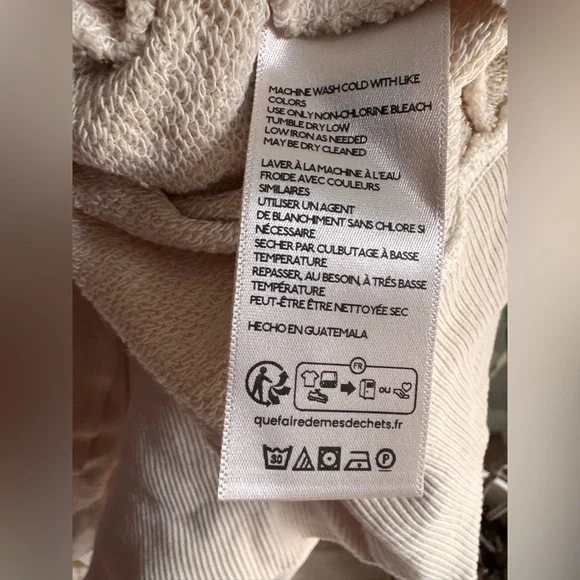 MACHINE WASH COLD WITH LIKE
COLORS
USE ONLY NON-CHLORINE BLEACH
TUMBLE DRY LOW
LOW IRON AS NEEDED
MAY BE DRY CLEANED
LAVER À LA MACHINE À L'EAU
FROIDE AVEC COULEURS
SIMILAIRES
UTILISER UN AGENT
DE BLANCHIMENT SANS CHLORE SI
NÉCESSAIRE
SECHER PAR CULBUTAGE À BASSE
TEMPERATURE
REPASSER, AU BESOIN, À TRÉS BASSE
TEMPÉRATURE
PEUT-ÊTRE ÊTRE NETTOYÉE SEC
HECHO EN GUATEMALA
FR
ou
quefairedemesdechets.fr
30
P